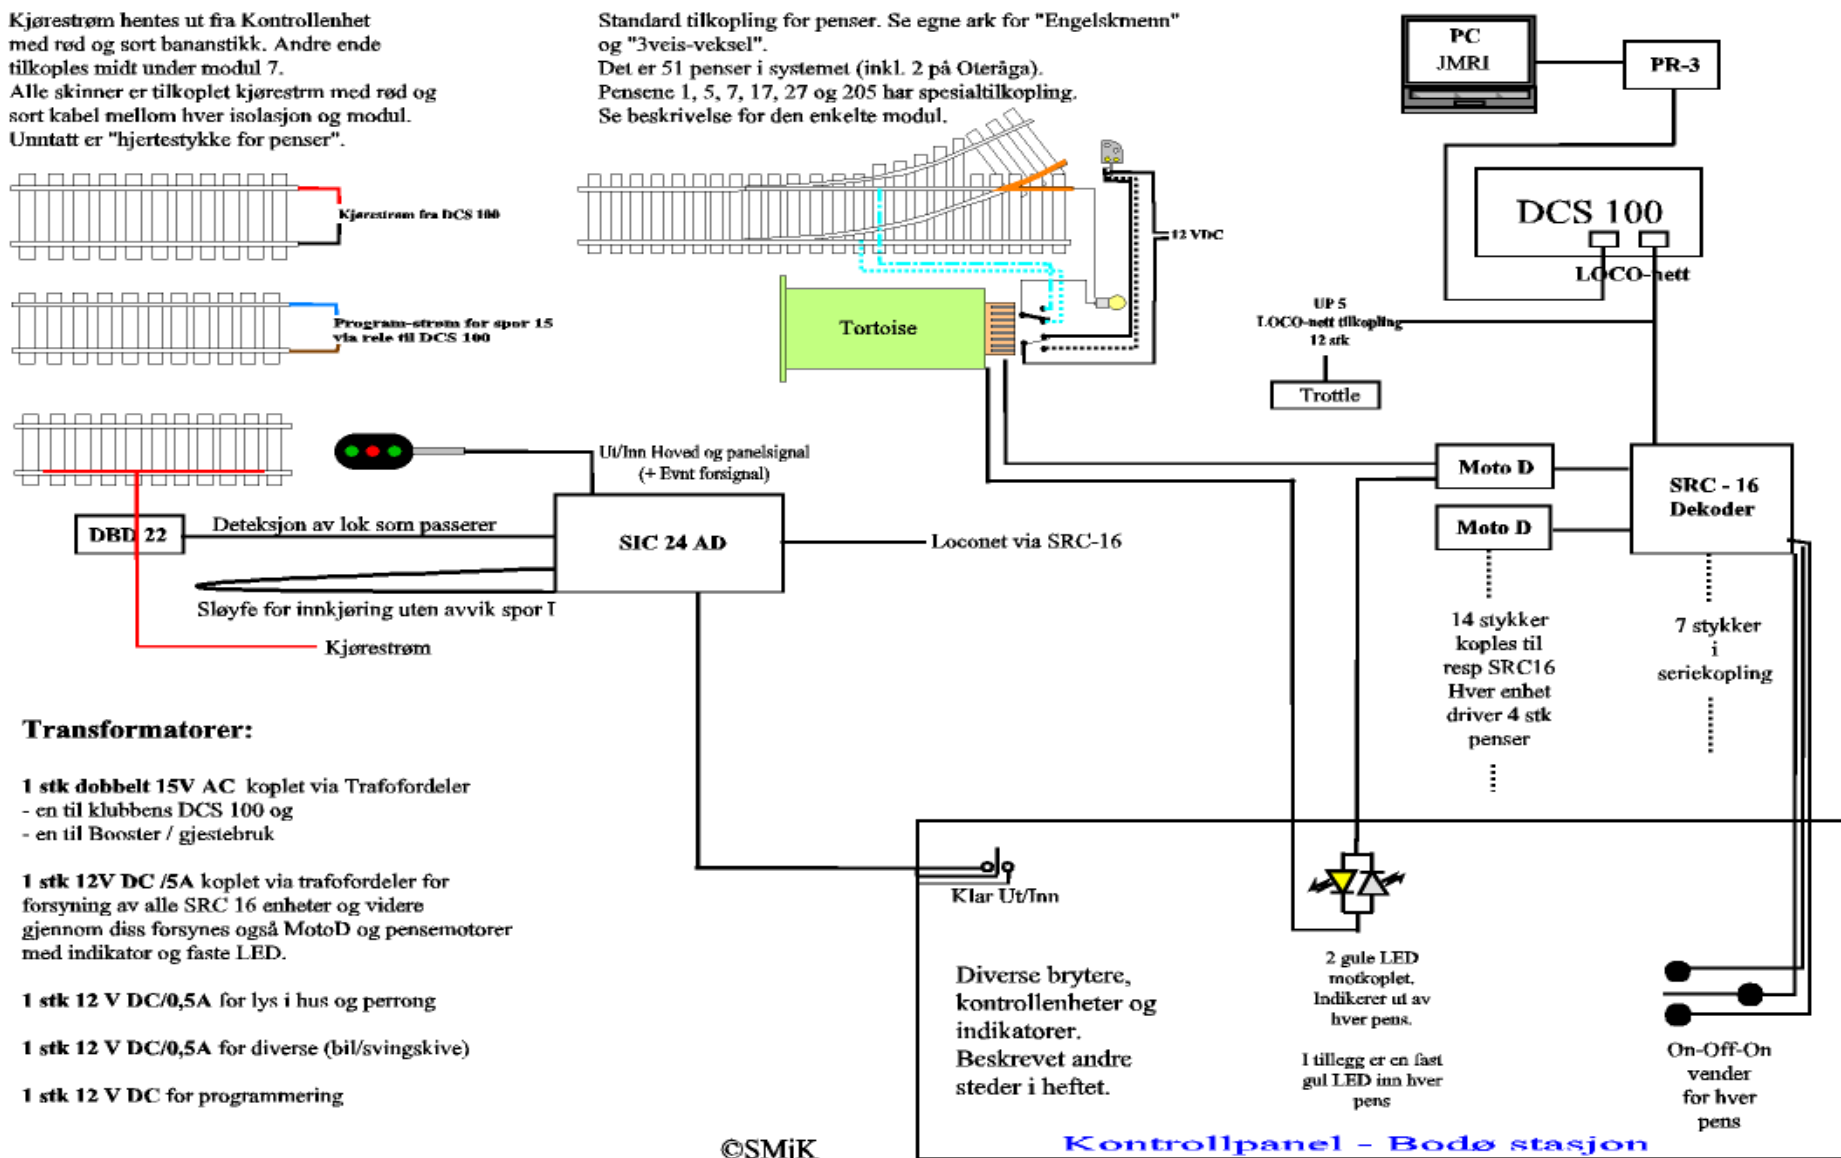 Kjørestrøm hentes ut fra Kontrollenhet
med rød og sort bananstikk. Andre ende
tilkoples midt under modul 7.
Alle skinner er tilkoplet kjørestrm med rød og
sort kabel mellom hver isolasjon og modul.
Unntatt er "hjertestykke for penser".
Standard tilkopling for penser. Se egne ark for "Engelskmenn"
og "3veis-veksel".
Det er 51 penser i systemet (inkl. 2 på Oteråga).
Pensene 1, 5, 7, 17, 27 og 205 har spesialtilkopling.
Se beskrivelse for den enkelte modul.
PC
JMRI
PR-3
Kjørestrøm fra DCS 100
12 VDC
DCS 100
LOCO-nett
Program-strøm for spor 15
via rele til DCS 100
Tortoise
UP 5
LOCO-nett tilkopling
12 stk
Trottle
Ut/Inn Hoved og panelsignal
(+ Evnt forsignal)
Moto D
Moto D
SRC - 16
Dekoder
DBD 22
Deteksjon av lok som passerer
SIC 24 AD
Loconet via SRC-16
Sløyfe for innkjøring uten avvik spor I
Kjørestrøm
14 stykker
koples til
resp SRC16
Hver enhet
driver 4 stk
penser
7 stykker
i
seriekopling
Transformatorer:
1 stk dobbelt 15V AC koplet via Trafofordeler
- en til klubbens DCS 100 og
- en til Booster / gjestebruk
1 stk 12V DC /5A koplet via trafofordeler for
forsyning av alle SRC 16 enheter og videre
gjennom diss forsynes også MotoD og pensemotorer
med indikator og faste LED.
1 stk 12 V DC/0,5A for lys i hus og perrong
1 stk 12 V DC/0,5A for diverse (bil/svingskive)
1 stk 12 V DC for programmering
Klar Ut/Inn
Diverse brytere,
kontrollenheter og
indikatorer.
Beskrevet andre
steder i heftet.
2 gule LED
motkoplet.
Indikerer ut av
hver pens.
I tillegg er en fast
gul LED inn hver
pens
On-Off-On
vender
for hver
pens
©SMiK
Kontrollpanel - Bodø stasjon